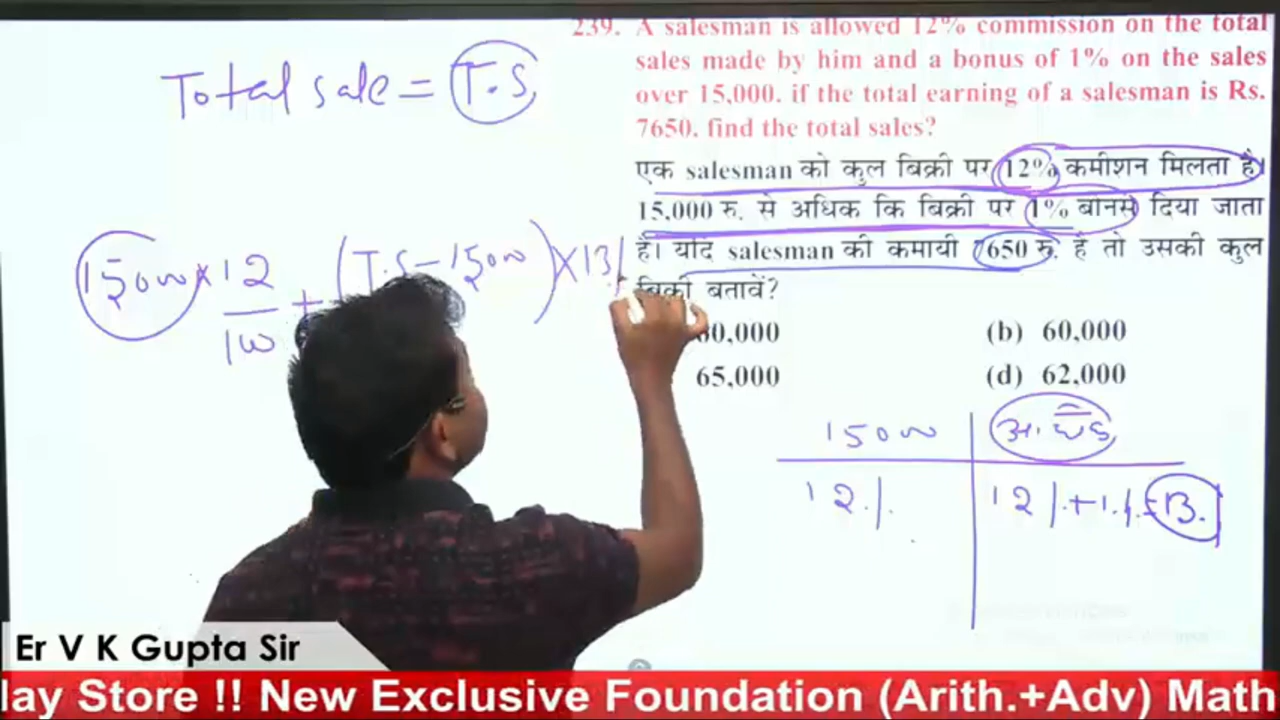 239. A salesman is allowed 12% commission on the total
sales made by him and a bonus of 1% on the sales
over 15,000. if the total earning of a salesman is Rs.
7650. find the total sales?
एक salesman को कुल बिक्री पर 12% कमीशन मिलता है।
15,000 रु. से अधिक कि बिक्री पर 1% बोनस दिया जाता
है। यदि salesman की कमायी 7650 रु. है तो उसकी कुल
बिक्री बतावें?
0,000 (b) 60,000
65,000 (d) 62,000
Total sale = T.S
15000 × 12/100 + (T.S - 15000) × 13%
15000
12% 12% + 1% = 13%
Er V K Gupta Sir
lay Store !! New Exclusive Foundation (Arith.+Adv) Math